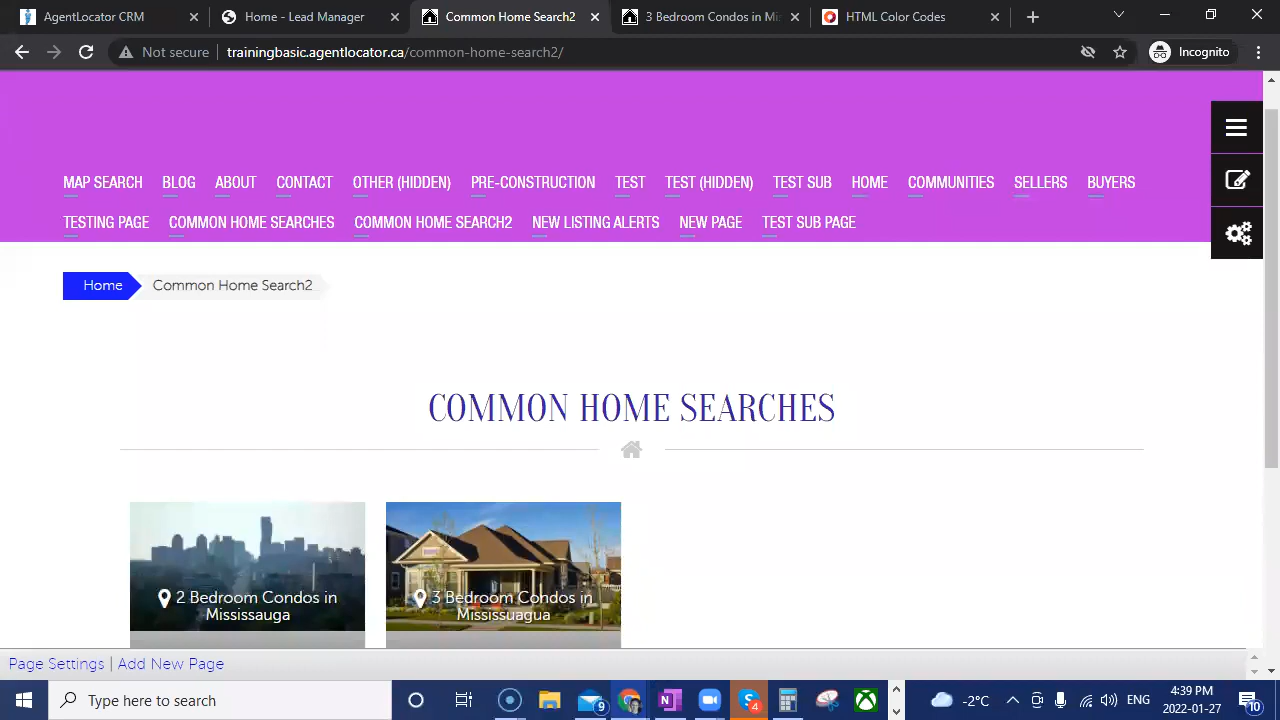 AgentLocator CRM
Home - Lead Manager
Common Home Search2
3 Bedroom Condos in Mi
HTML Color Codes
Not secure
trainingbasic.agentlocator.ca/common-home-search2/
Incognito
MAP SEARCH BLOG ABOUT CONTACT OTHER (HIDDEN) PRE-CONSTRUCTION TEST TEST (HIDDEN) TEST SUB HOME COMMUNITIES SELLERS BUYERS
TESTING PAGE COMMON HOME SEARCHES COMMON HOME SEARCH2 NEW LISTING ALERTS NEW PAGE TEST SUB PAGE
Home Common Home Search2
COMMON HOME SEARCHES
2 Bedroom Condos in
Mississauga
3 Bedroom Condos in
Mississuagua
Page Settings | Add New Page
Type here to search
9
4
-2°C
ENG
4:39 PM
2022-01-27
10